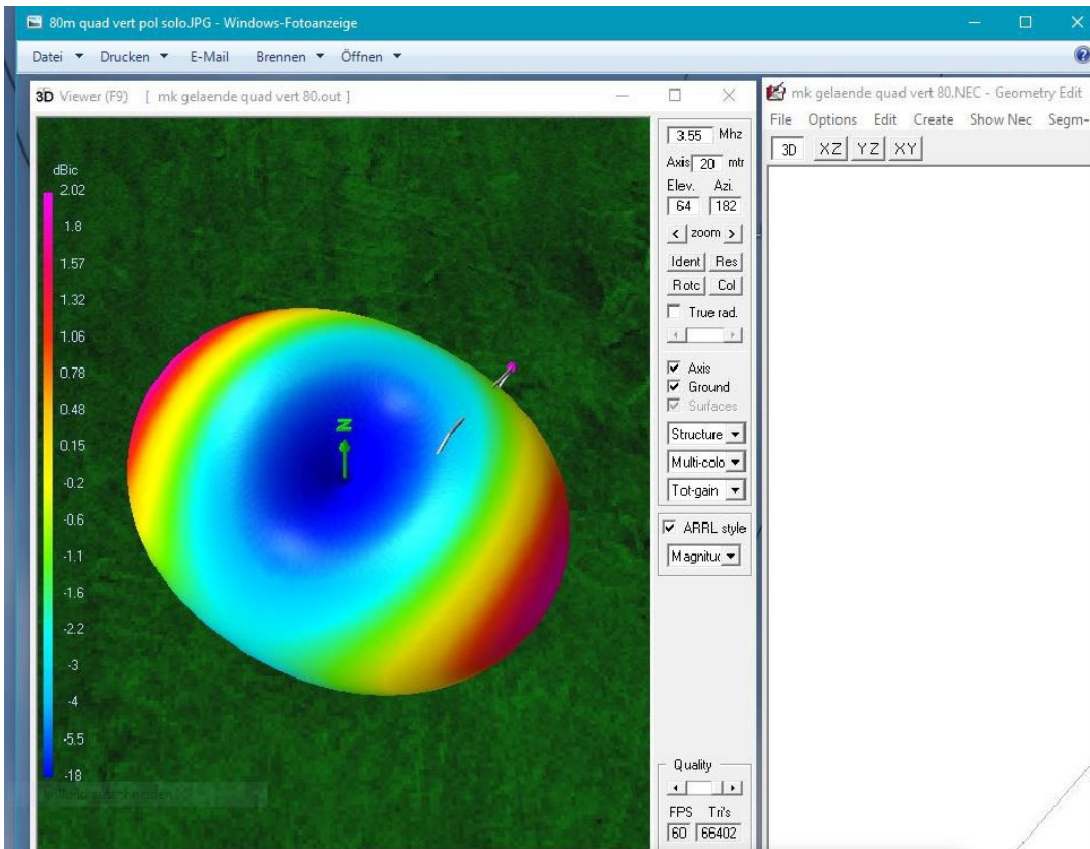 80m quad vert pol solo.JPG - Windows-Fotoanzeige
Datei Drucken E-Mail Brennen Öffnen
3D Viewer (F9) [ mk gelaende quad vert 80.out ]
mk gelaende quad vert 80.NEC - Geometry Edit
File Options Edit Create Show Nec Segm-
3D XZ YZ XY
dBic
2.02
1.8
1.57
1.32
1.06
0.78
0.48
0.15
-0.2
-0.6
-1.1
-1.6
-2.2
-3
-4
-5.5
-18
N
3.55 Mhz
Axis 20 mtr
Elev. Azi.
64 182
< zoom >
Ident Res
Rotc Col
True rad.
Axis
Ground
Surfaces
Structure
Multi-colo
Tot-gain
ARRL style
Magnituc
Quality
FPS Tri's
60 66402